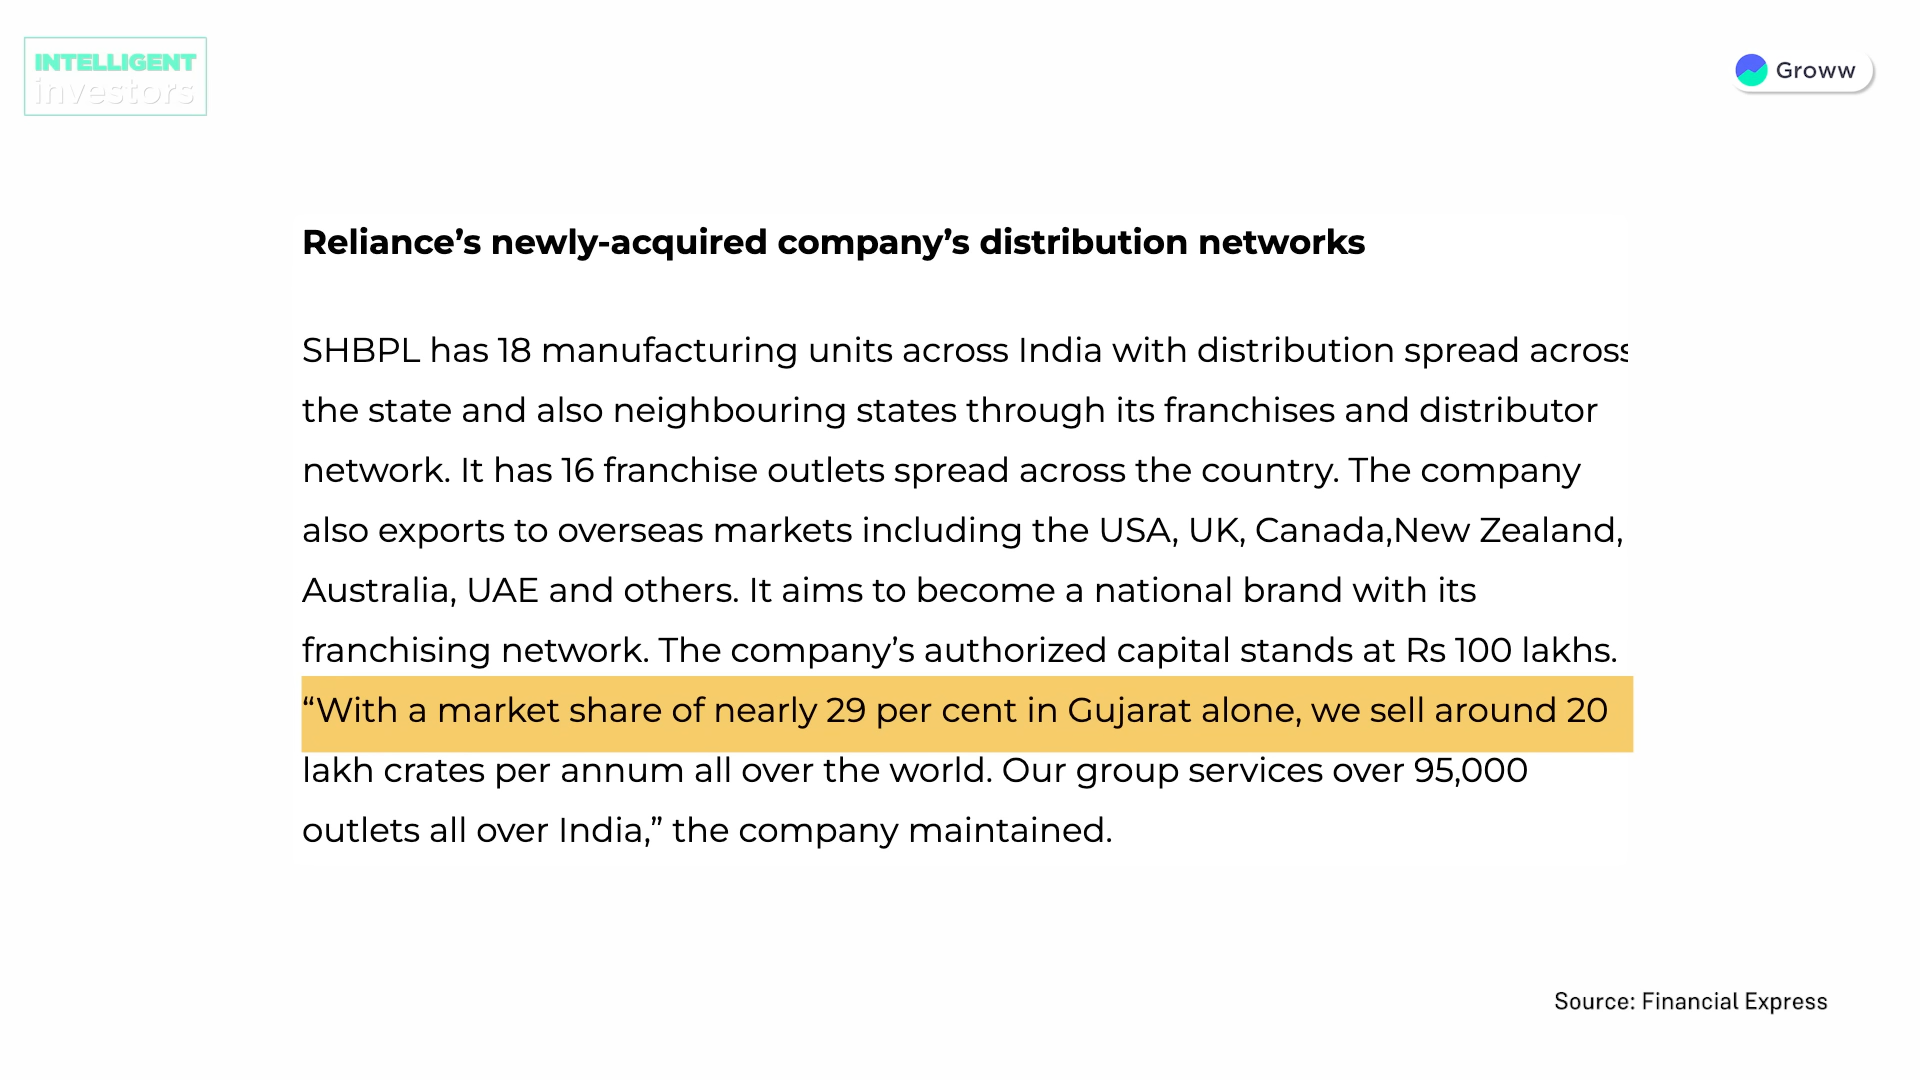 INTELLIGENT
investors
Groww
Reliance’s newly-acquired company’s distribution networks
SHBPL has 18 manufacturing units across India with distribution spread across
the state and also neighbouring states through its franchises and distributor
network. It has 16 franchise outlets spread across the country. The company
also exports to overseas markets including the USA, UK, Canada,New Zealand,
Australia, UAE and others. It aims to become a national brand with its
franchising network. The company’s authorized capital stands at Rs 100 lakhs.
“With a market share of nearly 29 per cent in Gujarat alone, we sell around 20
lakh crates per annum all over the world. Our group services over 95,000
outlets all over India,” the company maintained.
Source: Financial Express